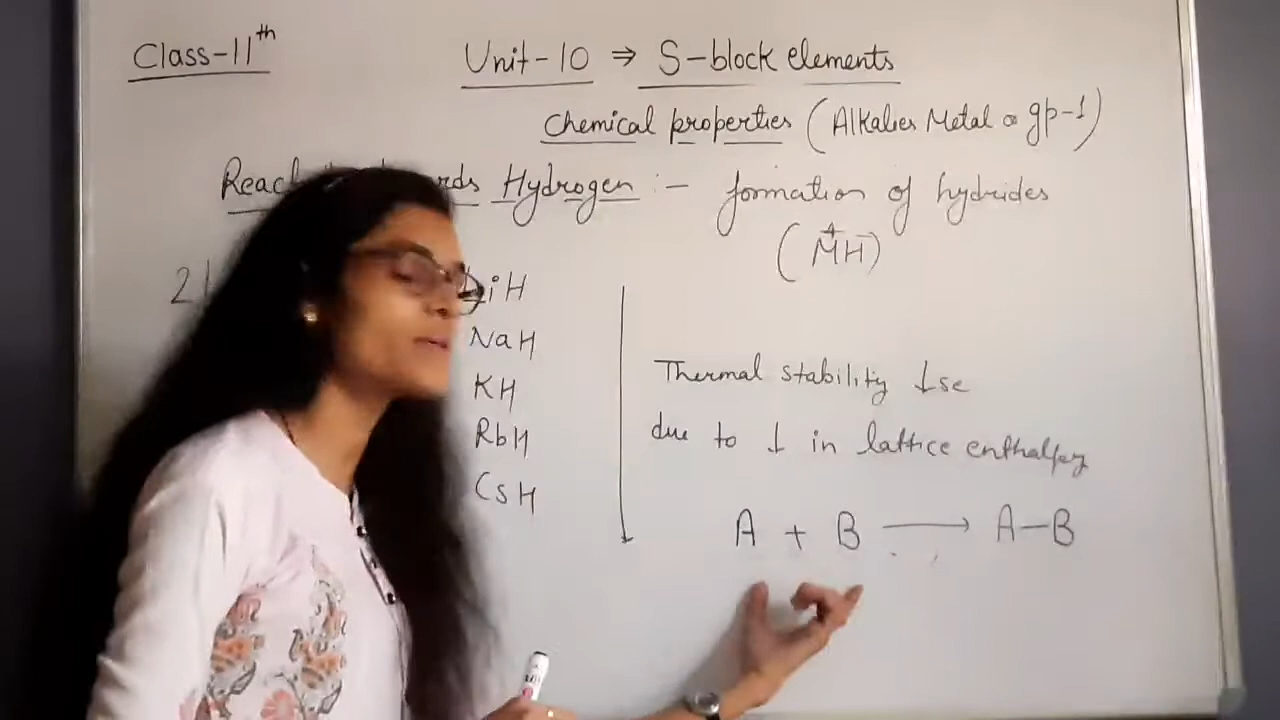 Class-11th
Unit-10 ⇒ S-block elements
Chemical properties (Alkalies Metal or gp-1)
Hydrogen :- formation of hydrides
(M⁺H⁻)
LiH
NaH
KH
RbH
CsH
Thermal stability ↓se
due to ↓ in lattice enthalpy
A + B ⟶ A-B